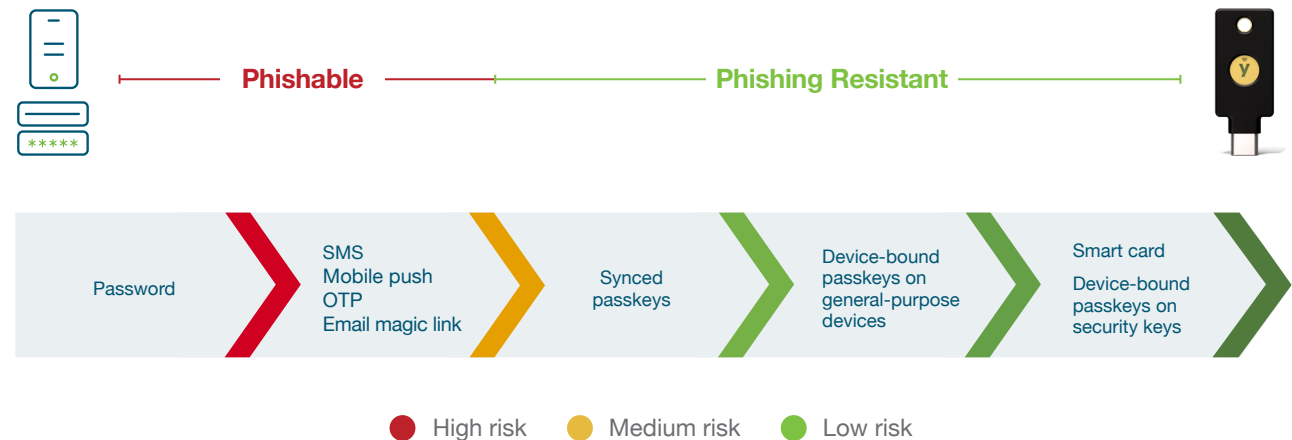 Phishable
Phishing Resistant
*****
y
Password
SMS
Mobile push
OTP
Email magic link
Synced
passkeys
Device-bound
passkeys on
general-purpose
devices
Smart card
Device-bound
passkeys on
security keys
High risk
Medium risk
Low risk